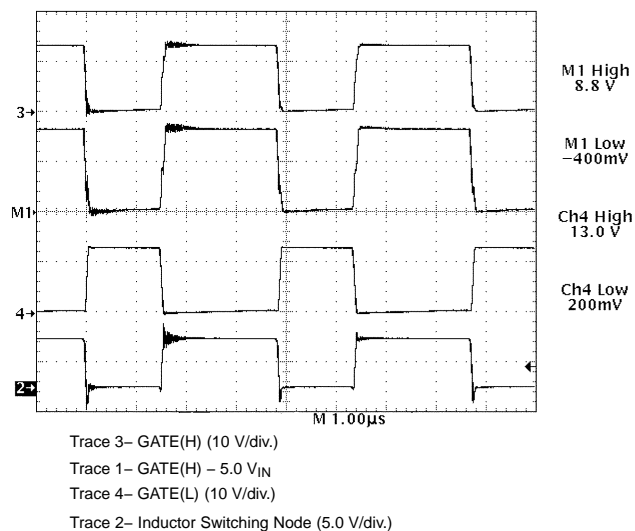 3→
M1
4→
2→
M1 High
8.8 V
M1 Low
−400mV
Ch4 High
13.0 V
Ch4 Low
200mV
M 1.00µs
Trace 3– GATE(H) (10 V/div.)
Trace 1– GATE(H) – 5.0 VIN
Trace 4– GATE(L) (10 V/div.)
Trace 2– Inductor Switching Node (5.0 V/div.)